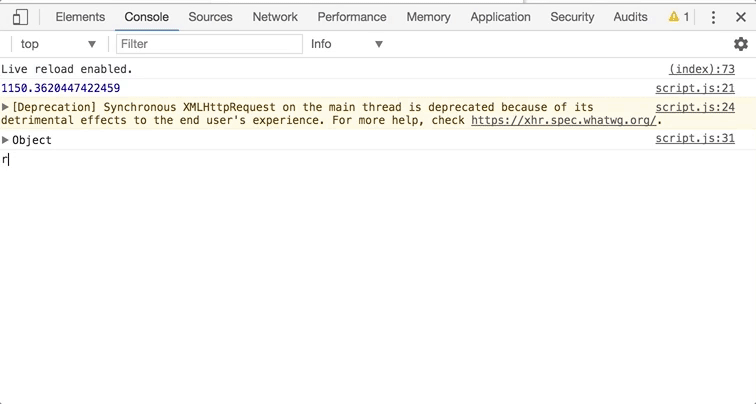 Elements Console Sources Network Performance Memory Application Security Audits 1
top Filter Info
Live reload enabled. (index):73
1150.3620447422459 script.js:21
[Deprecation] Synchronous XMLHttpRequest on the main thread is deprecated because of its script.js:24
detrimental effects to the end user's experience. For more help, check https://xhr.spec.whatwg.org/.
Object script.js:31
r